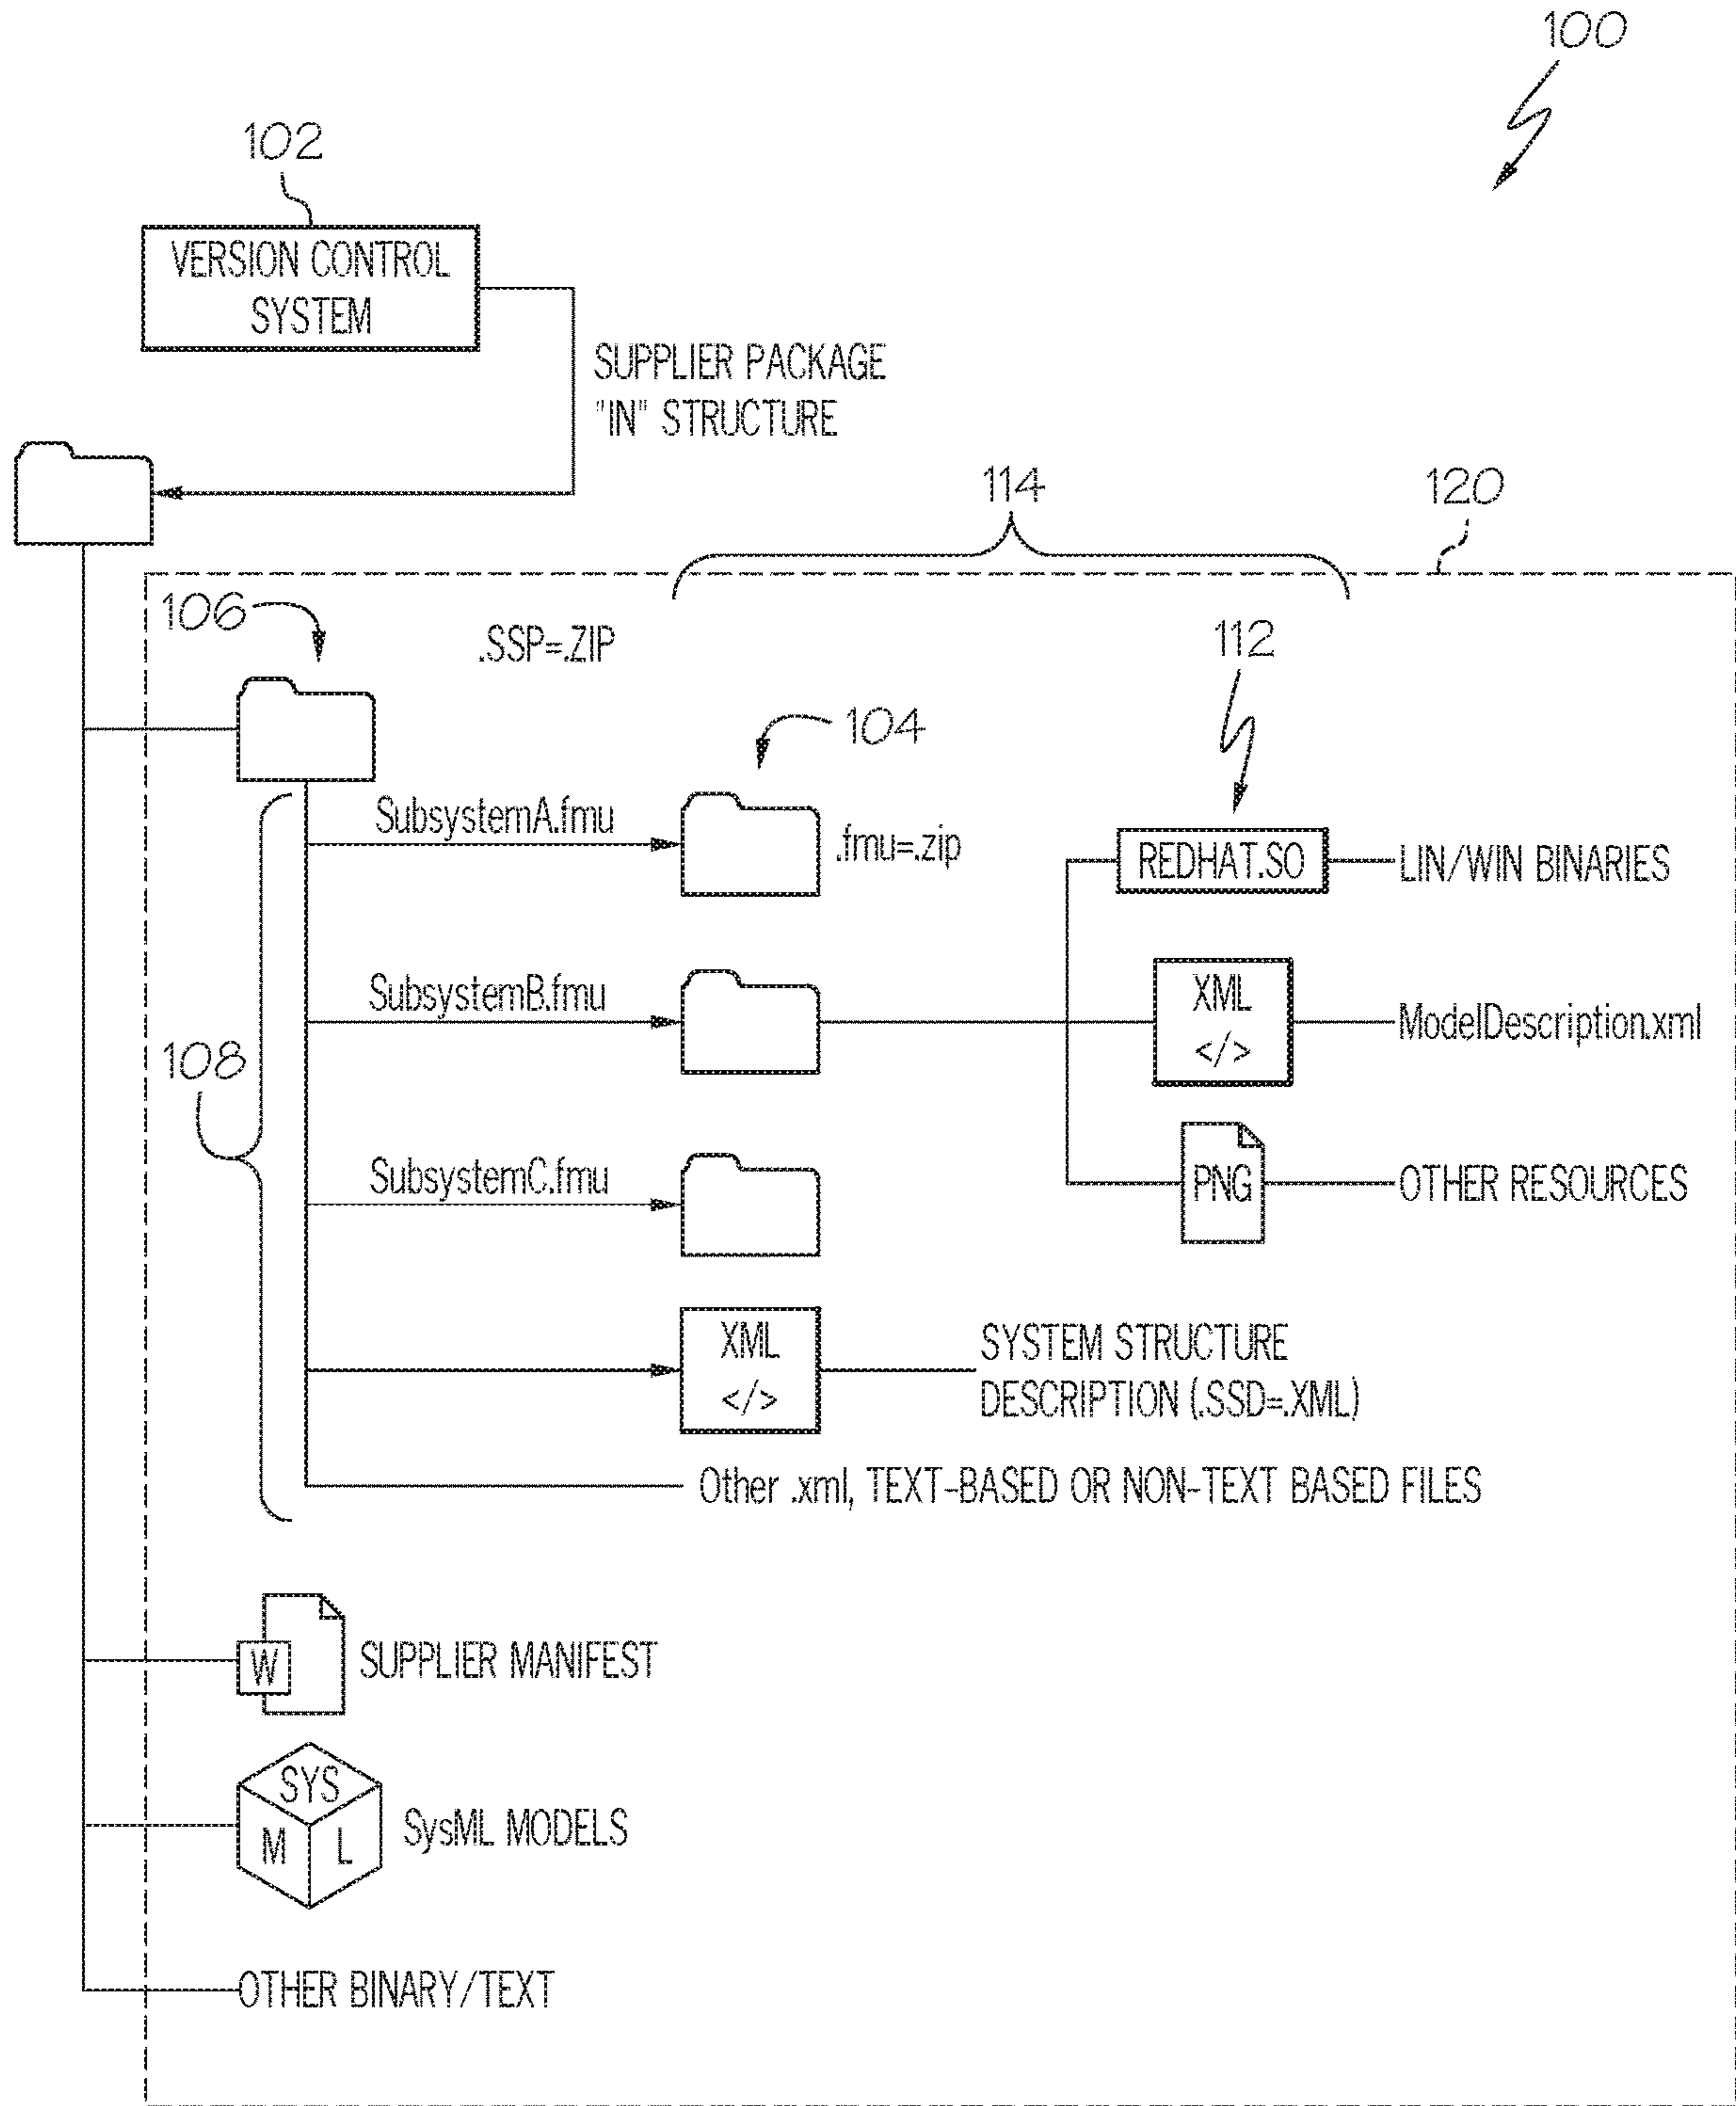 100
102
VERSION CONTROL
SYSTEM
SUPPLIER PACKAGE
"IN" STRUCTURE
114
120
106
.SSP=.ZIP
112
104
SubsystemA.fmu
.fmu=.zip
REDHAT.SO
LIN/WIN BINARIES
SubsystemB.fmu
XML
</>
ModelDescription.xml
108
SubsystemC.fmu
PNG
OTHER RESOURCES
XML
</>
SYSTEM STRUCTURE
DESCRIPTION (.SSD=.XML)
Other .xml, TEXT-BASED OR NON-TEXT BASED FILES
W
SUPPLIER MANIFEST
SYS
M
L
SysML MODELS
OTHER BINARY/TEXT